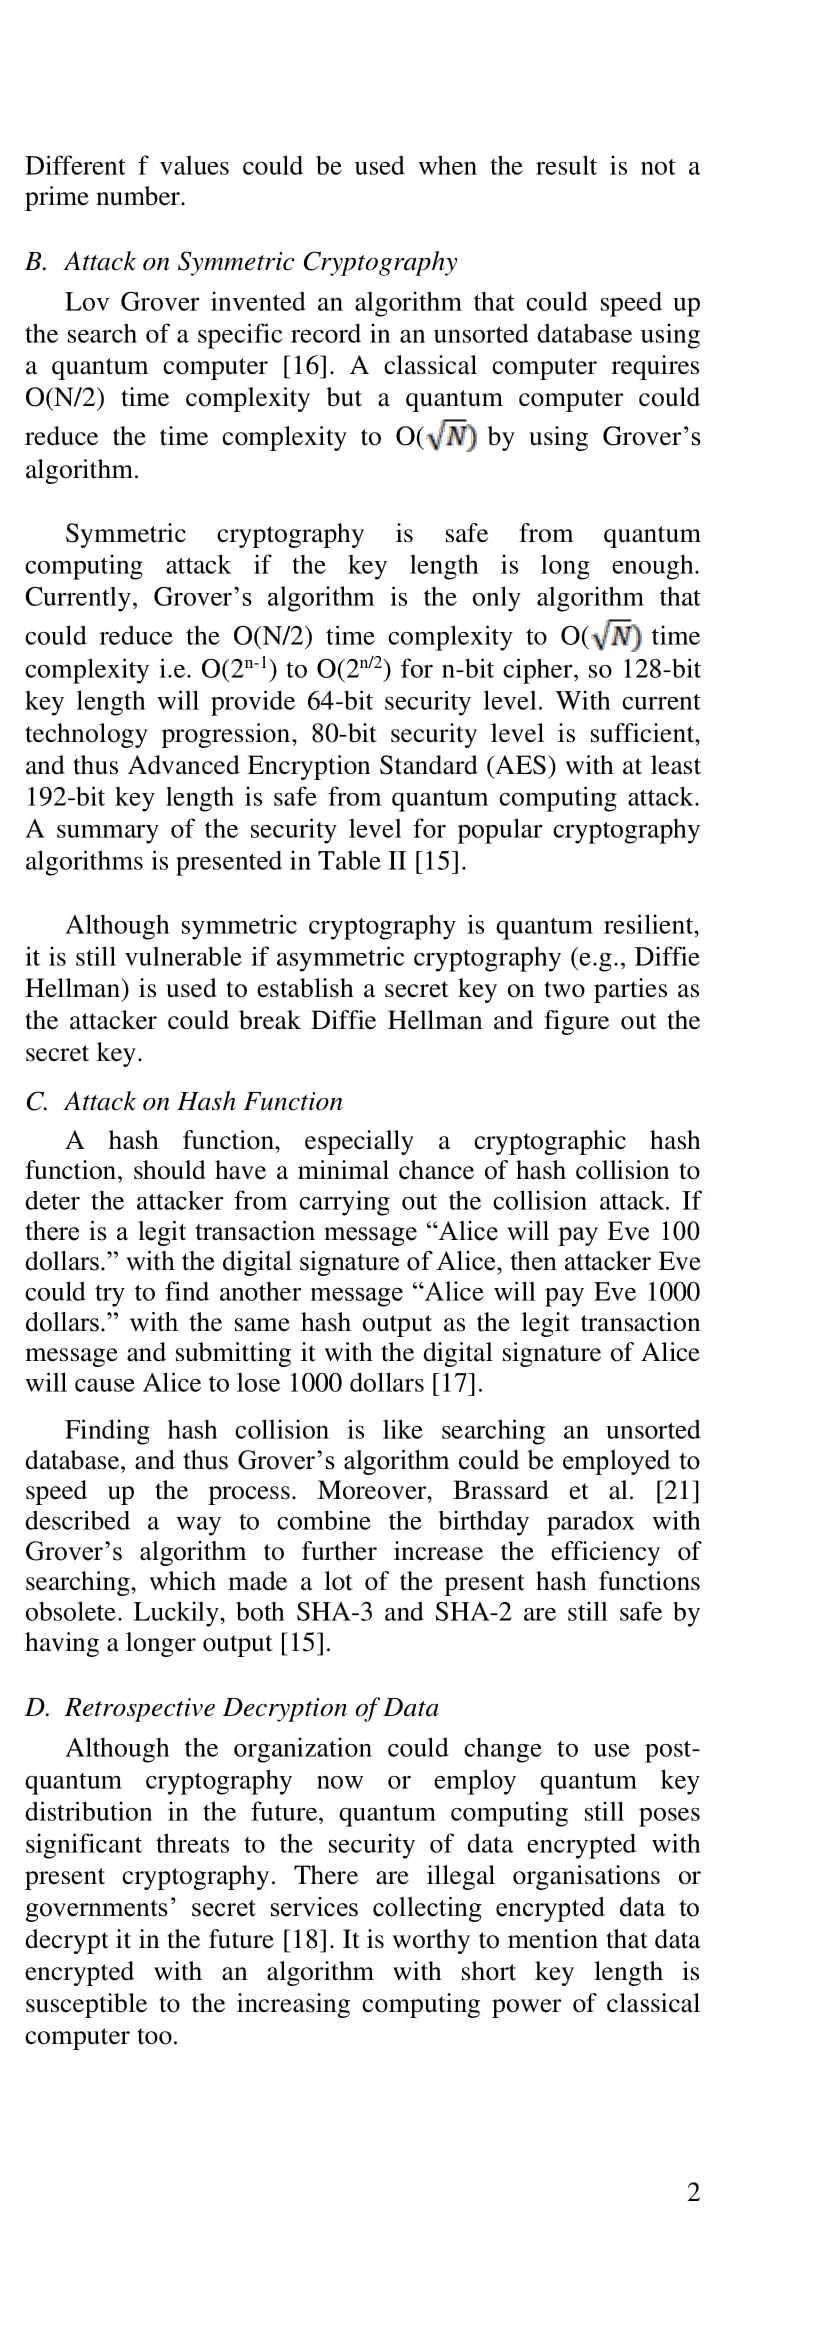 Different f values could be used when the result is not a
prime number.
B. Attack on Symmetric Cryptography
Lov Grover invented an algorithm that could speed up
the search of a specific record in an unsorted database using
a quantum computer [16]. A classical computer requires
O(N/2) time complexity but a quantum computer could
reduce the time complexity to O(√N) by using Grover’s
algorithm.
Symmetric cryptography is safe from quantum
computing attack if the key length is long enough.
Currently, Grover’s algorithm is the only algorithm that
could reduce the O(N/2) time complexity to O(√N) time
complexity i.e. O(2ⁿ⁻¹) to O(2ⁿᐟ²) for n-bit cipher, so 128-bit
key length will provide 64-bit security level. With current
technology progression, 80-bit security level is sufficient,
and thus Advanced Encryption Standard (AES) with at least
192-bit key length is safe from quantum computing attack.
A summary of the security level for popular cryptography
algorithms is presented in Table II [15].
Although symmetric cryptography is quantum resilient,
it is still vulnerable if asymmetric cryptography (e.g., Diffie
Hellman) is used to establish a secret key on two parties as
the attacker could break Diffie Hellman and figure out the
secret key.
C. Attack on Hash Function
A hash function, especially a cryptographic hash
function, should have a minimal chance of hash collision to
deter the attacker from carrying out the collision attack. If
there is a legit transaction message “Alice will pay Eve 100
dollars.” with the digital signature of Alice, then attacker Eve
could try to find another message “Alice will pay Eve 1000
dollars.” with the same hash output as the legit transaction
message and submitting it with the digital signature of Alice
will cause Alice to lose 1000 dollars [17].
Finding hash collision is like searching an unsorted
database, and thus Grover’s algorithm could be employed to
speed up the process. Moreover, Brassard et al. [21]
described a way to combine the birthday paradox with
Grover’s algorithm to further increase the efficiency of
searching, which made a lot of the present hash functions
obsolete. Luckily, both SHA-3 and SHA-2 are still safe by
having a longer output [15].
D. Retrospective Decryption of Data
Although the organization could change to use post-
quantum cryptography now or employ quantum key
distribution in the future, quantum computing still poses
significant threats to the security of data encrypted with
present cryptography. There are illegal organisations or
governments’ secret services collecting encrypted data to
decrypt it in the future [18]. It is worthy to mention that data
encrypted with an algorithm with short key length is
susceptible to the increasing computing power of classical
computer too.
2